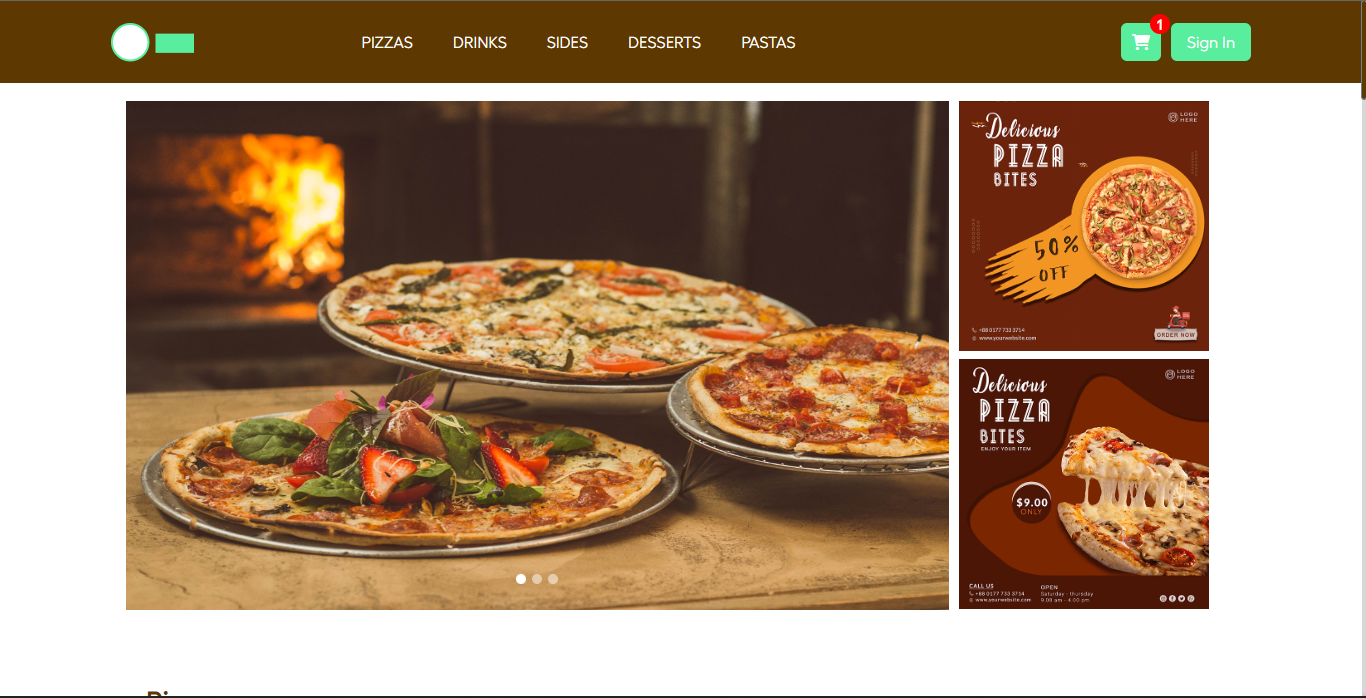 PIZZAS DRINKS SIDES DESSERTS PASTAS
1
Sign In
Delicious
PIZZA
BITES
LOGO
HERE
50%
OFF
+88 0177 733 3714
www.yourwebsite.com
ORDER NOW
Delicious
PIZZA
BITES
ENJOY YOUR ITEM
LOGO
HERE
$9.00
ONLY
CALL US
+88 0177 733 3714
www.yourwebsite.com
OPEN
Saturday - thursday
9.00 am - 4.00 pm